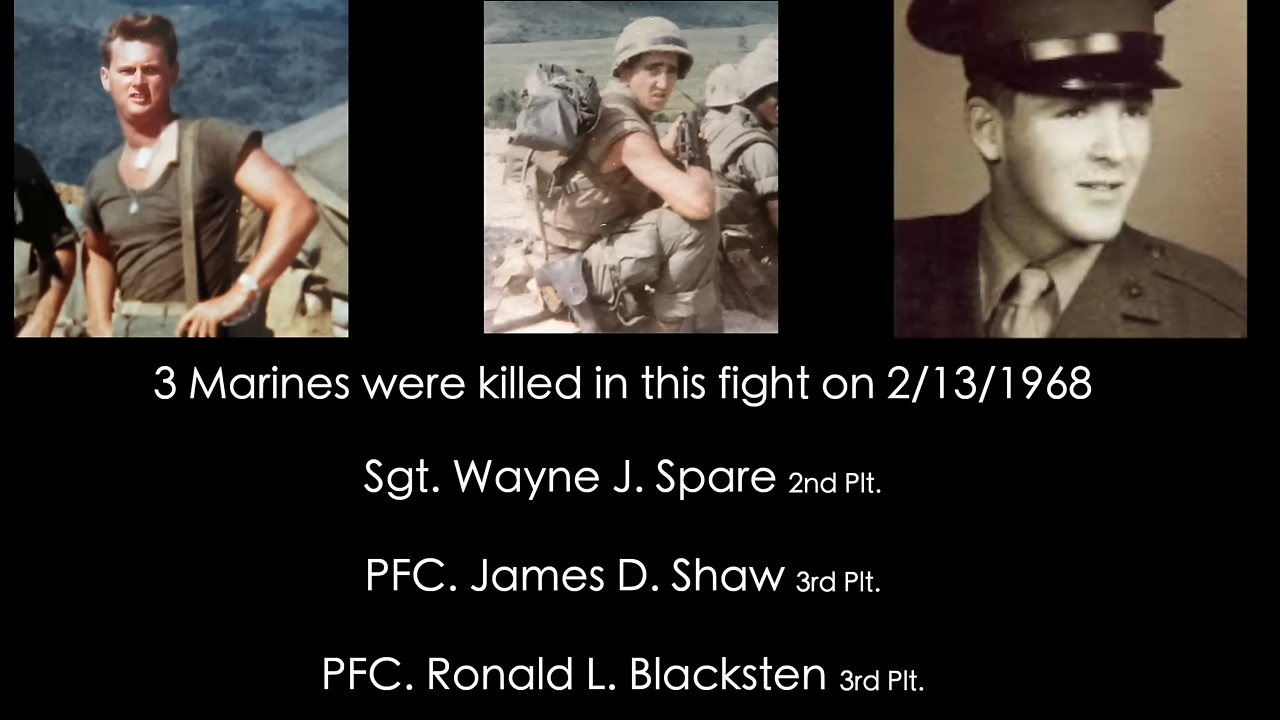 3 Marines were killed in this fight on 2/13/1968
Sgt. Wayne J. Spare 2nd Plt.
PFC. James D. Shaw 3rd Plt.
PFC. Ronald L. Blacksten 3rd Plt.